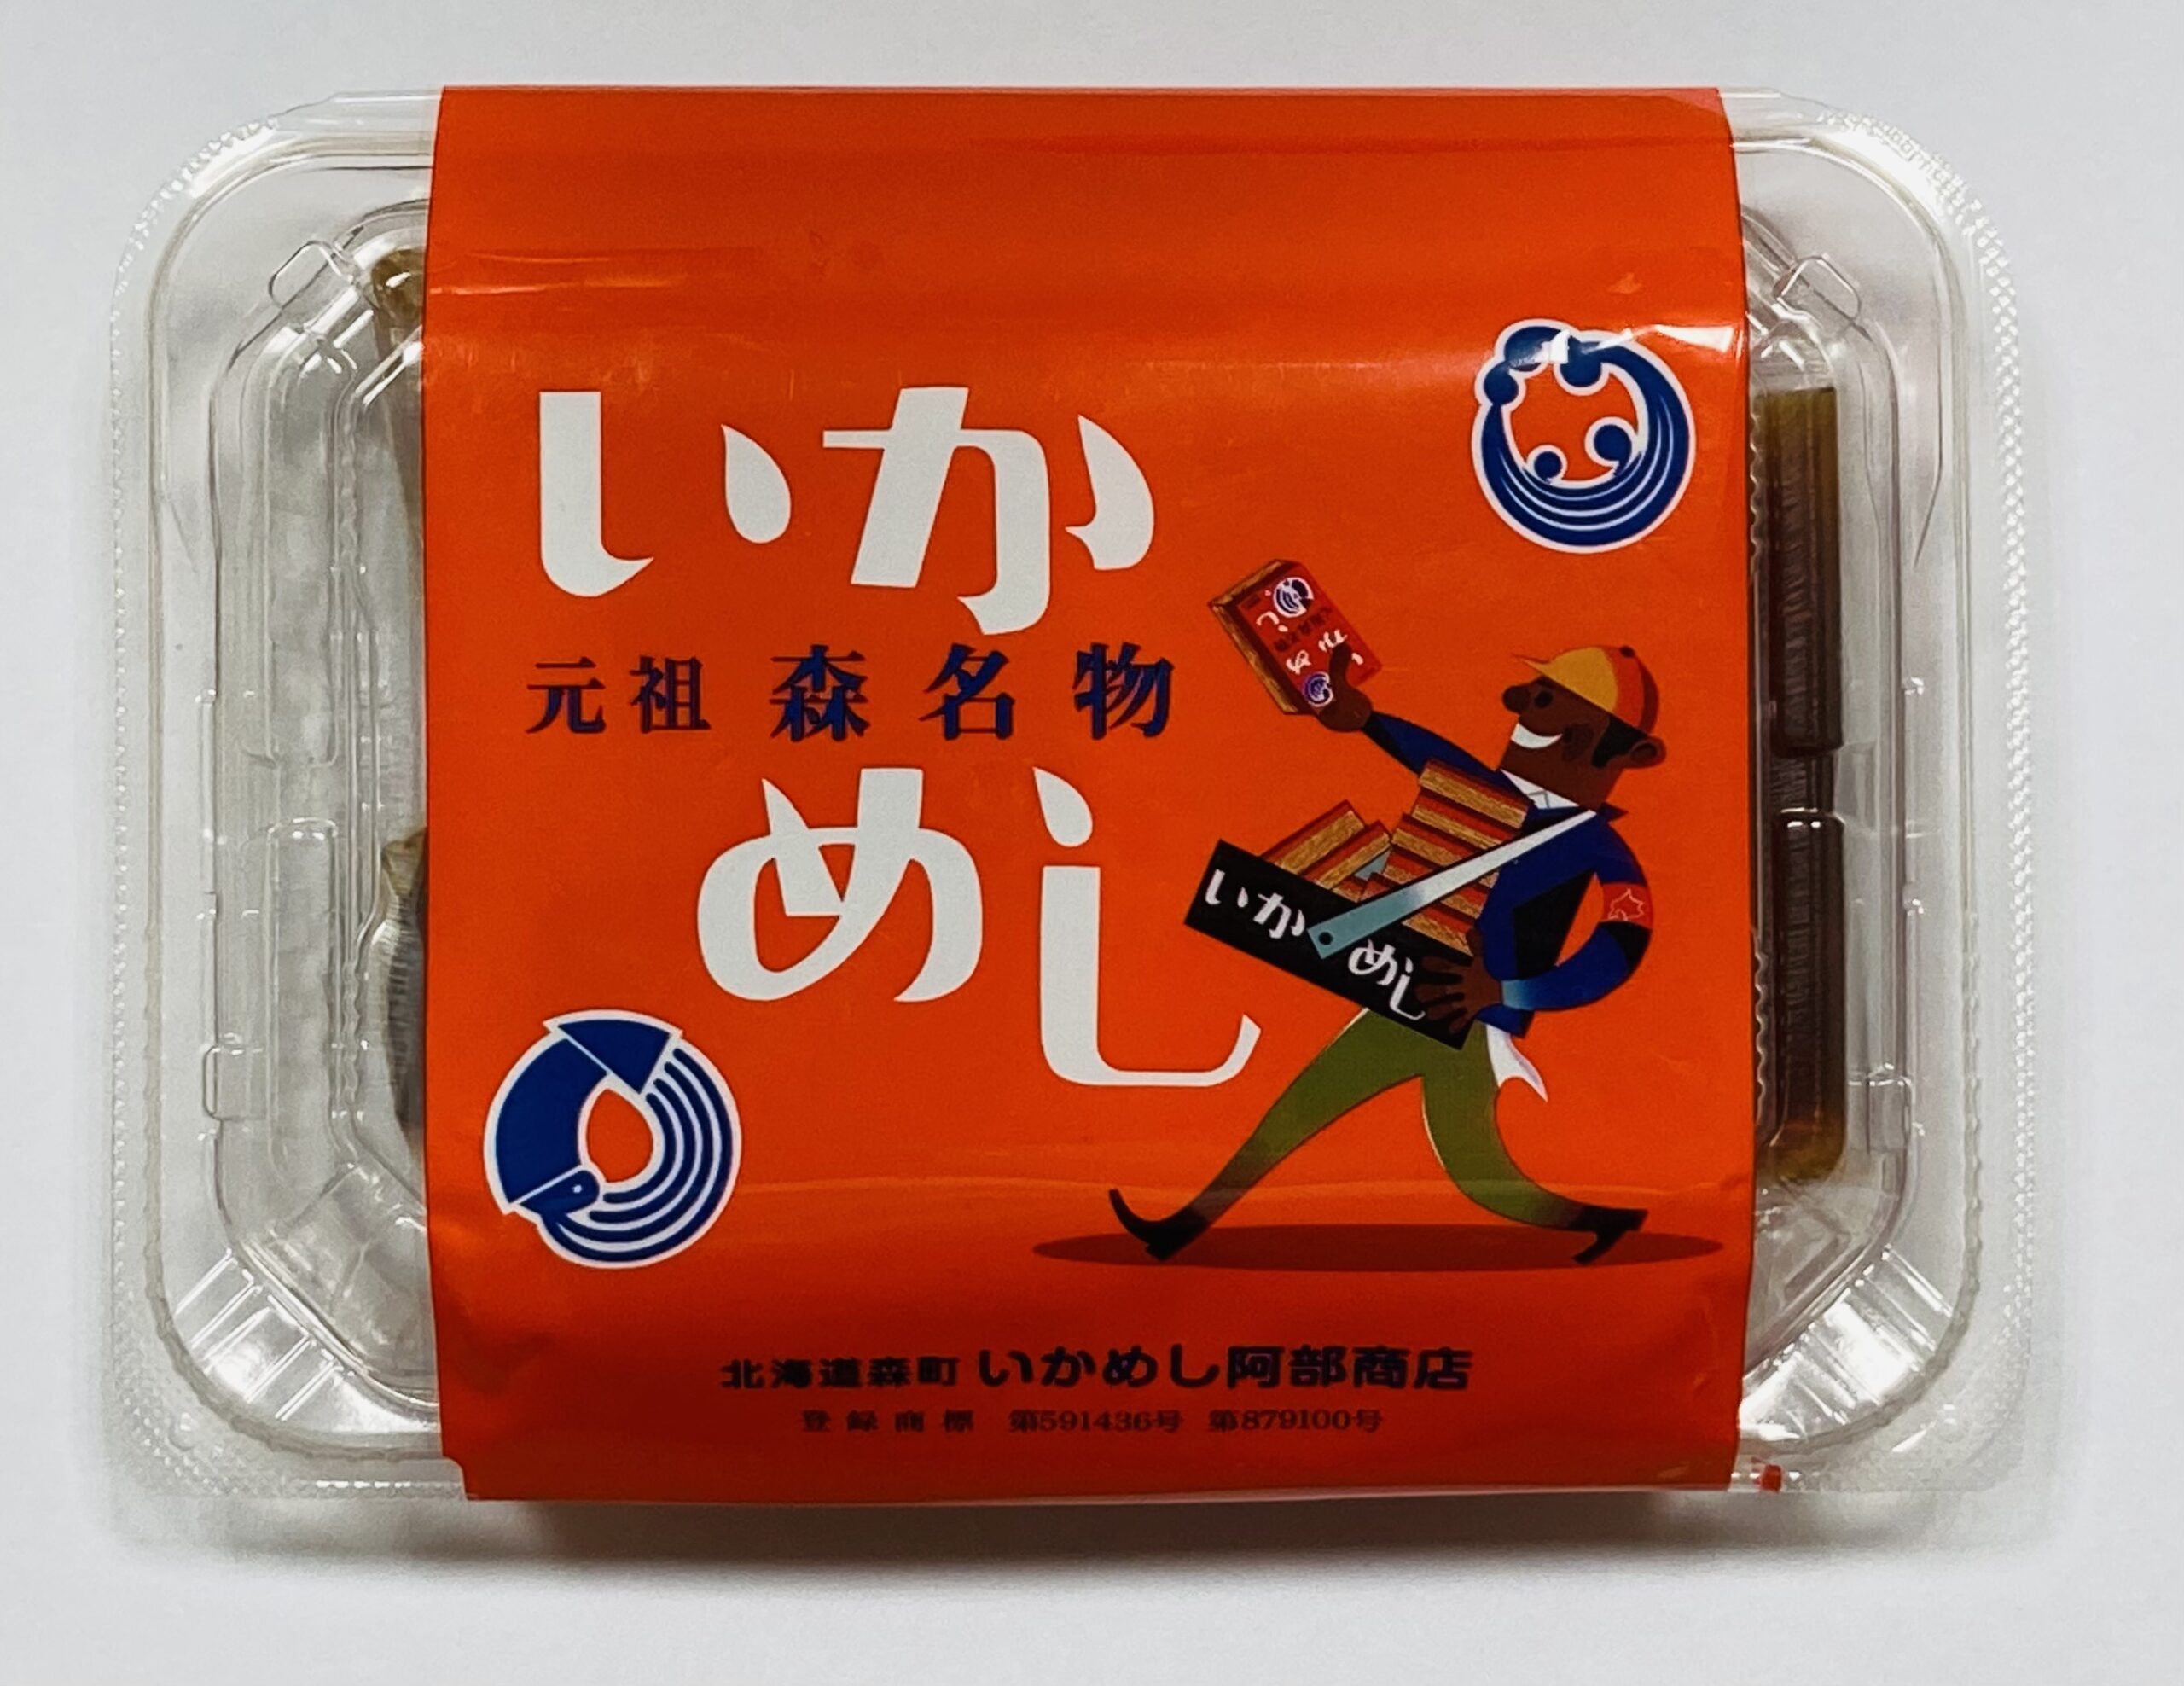 いか
元祖 森名物
めし
いか めし
北海道森町 いかめし阿部商店
登録商標 第591436号 第879100号